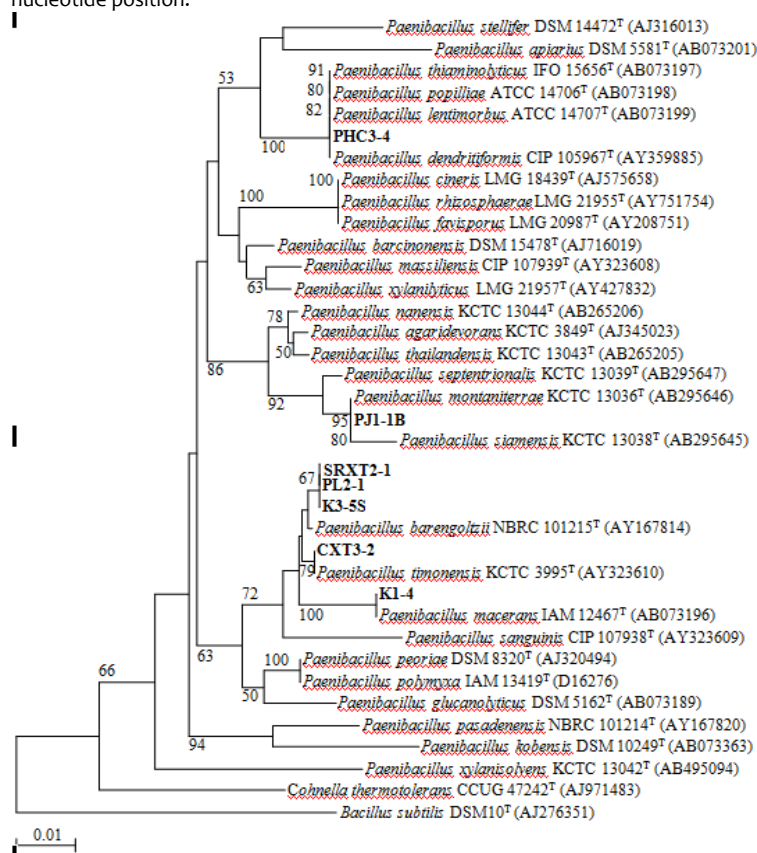 nucleotide position.
Paenibacillus stellifer DSM 14472T (AJ316013)
Paenibacillus apiarius DSM 5581T (AB073201)
53
91 Paenibacillus thiaminolyticus IFO 15656T (AB073197)
80 Paenibacillus popilliae ATCC 14706T (AB073198)
82 Paenibacillus lentimorbus ATCC 14707T (AB073199)
PHC3-4
100
Paenibacillus dendritiformis CIP 105967T (AY359885)
100 Paenibacillus cineris LMG 18439T (AJ575658)
100
Paenibacillus rhizosphaerae LMG 21955T (AY751754)
Paenibacillus favisporus LMG 20987T (AY208751)
Paenibacillus barcinonensis DSM 15478T (AJ716019)
Paenibacillus massiliensis CIP 107939T (AY323608)
63 Paenibacillus xylanilyticus LMG 21957T (AY427832)
78 Paenibacillus nanensis KCTC 13044T (AB265206)
Paenibacillus agaridevorans KCTC 3849T (AJ345023)
50 Paenibacillus thailandensis KCTC 13043T (AB265205)
86
Paenibacillus septentrionalis KCTC 13039T (AB295647)
92
Paenibacillus montaniterrae KCTC 13036T (AB295646)
95 PJ1-1B
80 Paenibacillus siamensis KCTC 13038T (AB295645)
SRXT2-1
67 PL2-1
K3-5S
Paenibacillus barengoltzii NBRC 101215T (AY167814)
CXT3-2
79 Paenibacillus timonensis KCTC 3995T (AY323610)
72
K1-4
100 Paenibacillus macerans IAM 12467T (AB073196)
Paenibacillus sanguinis CIP 107938T (AY323609)
63
100 Paenibacillus peoriae DSM 8320T (AJ320494)
66
Paenibacillus polymyxa IAM 13419T (D16276)
50 Paenibacillus glucanolyticus DSM 5162T (AB073189)
Paenibacillus pasadenensis NBRC 101214T (AY167820)
94 Paenibacillus kobensis DSM 10249T (AB073363)
Paenibacillus xylanisolvens KCTC 13042T (AB495094)
Cohnella thermotolerans CCUG 47242T (AJ971483)
Bacillus subtilis DSM10T (AJ276351)
0.01